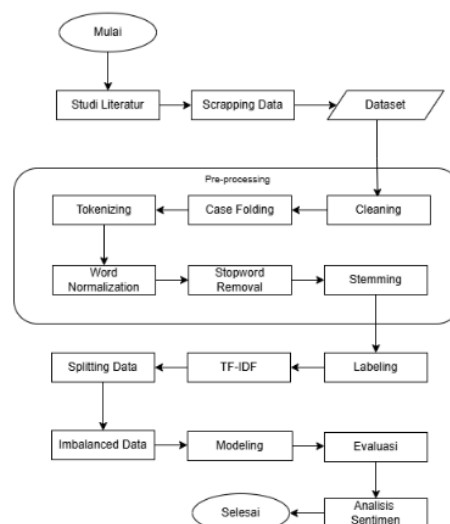 Mulai
Studi Literatur
Scrapping Data
Dataset
Pre-processing
Cleaning
Case Folding
Tokenizing
Word
Normalization
Stopword
Removal
Stemming
Labeling
TF-IDF
Splitting Data
Imbalanced Data
Modeling
Evaluasi
Analisis
Sentimen
Selesai